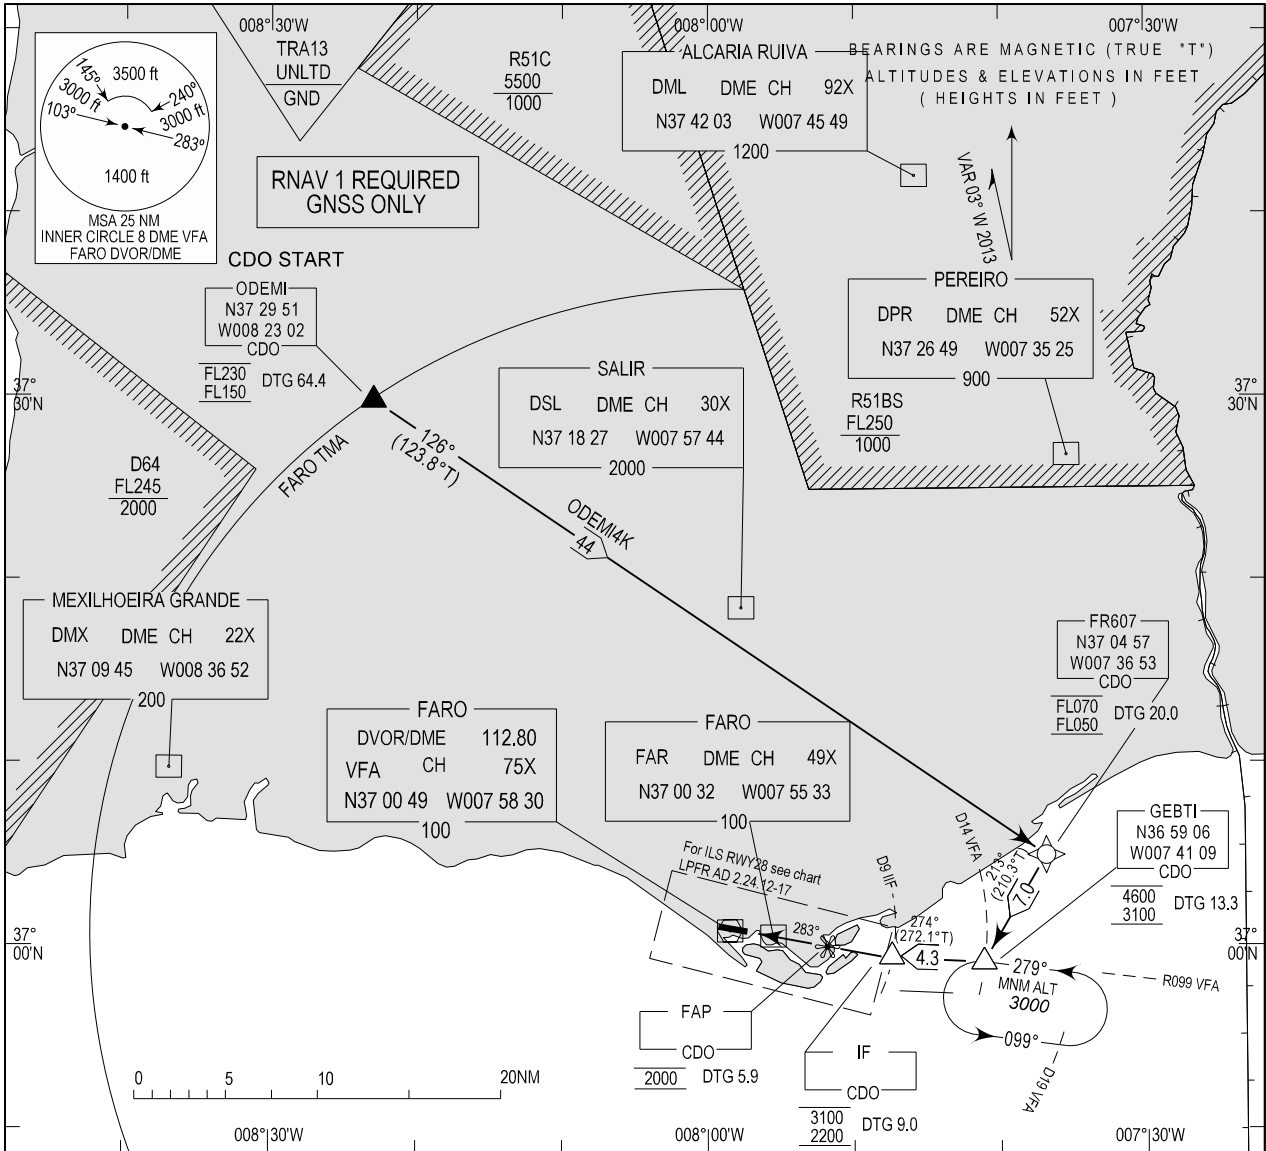 008°30'W
008°00'W
007°30'W
145°
3500 ft
240°
3000 ft
3000 ft
103°
283°
1400 ft
MSA 25 NM
INNER CIRCLE 8 DME VFA
FARO DVOR/DME
TRA13
UNLTD
GND
R51C
5500
1000
ALCARIA RUIVA
DML DME CH 92X
N37 42 03 W007 45 49
1200
BEARINGS ARE MAGNETIC (TRUE "T")
ALTITUDES & ELEVATIONS IN FEET
( HEIGHTS IN FEET )
VAR 03° W 2013
RNAV 1 REQUIRED
GNSS ONLY
CDO START
ODEMI
N37 29 51
W008 23 02
CDO
FL230
FL150
DTG 64.4
PEREIRO
DPR DME CH 52X
N37 26 49 W007 35 25
900
37°
30'N
37°
30'N
SALIR
DSL DME CH 30X
N37 18 27 W007 57 44
2000
R51BS
FL250
1000
126°
(123.8°T)
FARO TMA
D64
FL245
2000
ODEMI4K
44
MEXILHOEIRA GRANDE
DMX DME CH 22X
N37 09 45 W008 36 52
200
FR607
N37 04 57
W007 36 53
CDO
FL070
FL050
DTG 20.0
FARO
DVOR/DME 112.80
VFA CH 75X
N37 00 49 W007 58 30
100
FARO
FAR DME CH 49X
N37 00 32 W007 55 33
100
GEBTI
N36 59 06
W007 41 09
CDO
4600
3100
DTG 13.3
For ILS RWY28 see chart
LPFR AD 2.24.12-17
D9 IIF
D14 VFA
213°
(210.3°T)
7.0
283°
274°
(272.1°T)
4.3
37°
00'N
37°
00'N
279°
MNM ALT
3000
099°
R099 VFA
D19 VFA
FAP
CDO
2000
DTG 5.9
IF
CDO
3100
2200
DTG 9.0
0 5 10 20NM
008°30'W
008°00'W
007°30'W